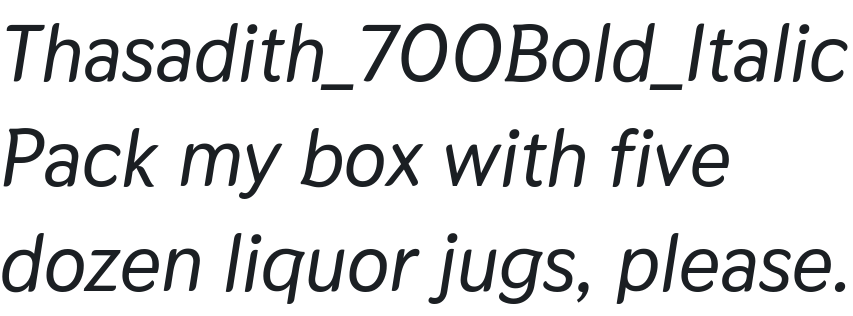 Thasadith_700Bold_Italic
Pack my box with five
dozen liquor jugs, please.